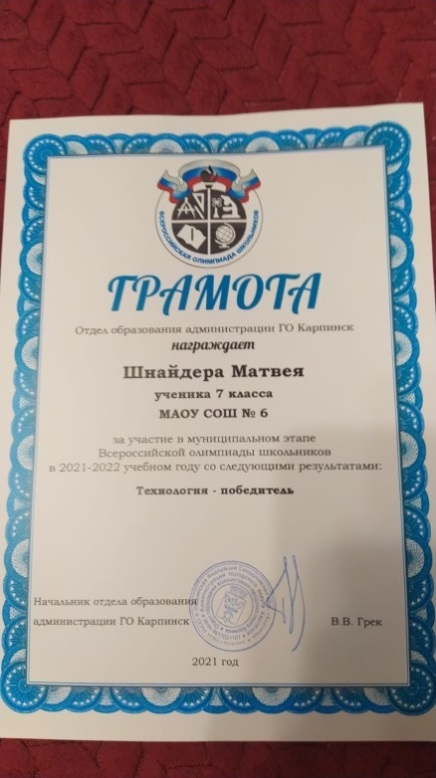 ВСЕРОССИЙСКАЯ ОЛИМПИАДА ШКОЛЬНИКОВ
ГРАМОТА
Отдел образования администрации ГО Карпинск
награждает
Шнайдера Матвея
ученика 7 класса
МАОУ СОШ № 6
за участие в муниципальном этапе
Всероссийской олимпиады школьников
в 2021-2022 учебном году со следующими результатами:
Технология - победитель
Начальник отдела образования
администрации ГО Карпинск
В.В. Грек
2021 год